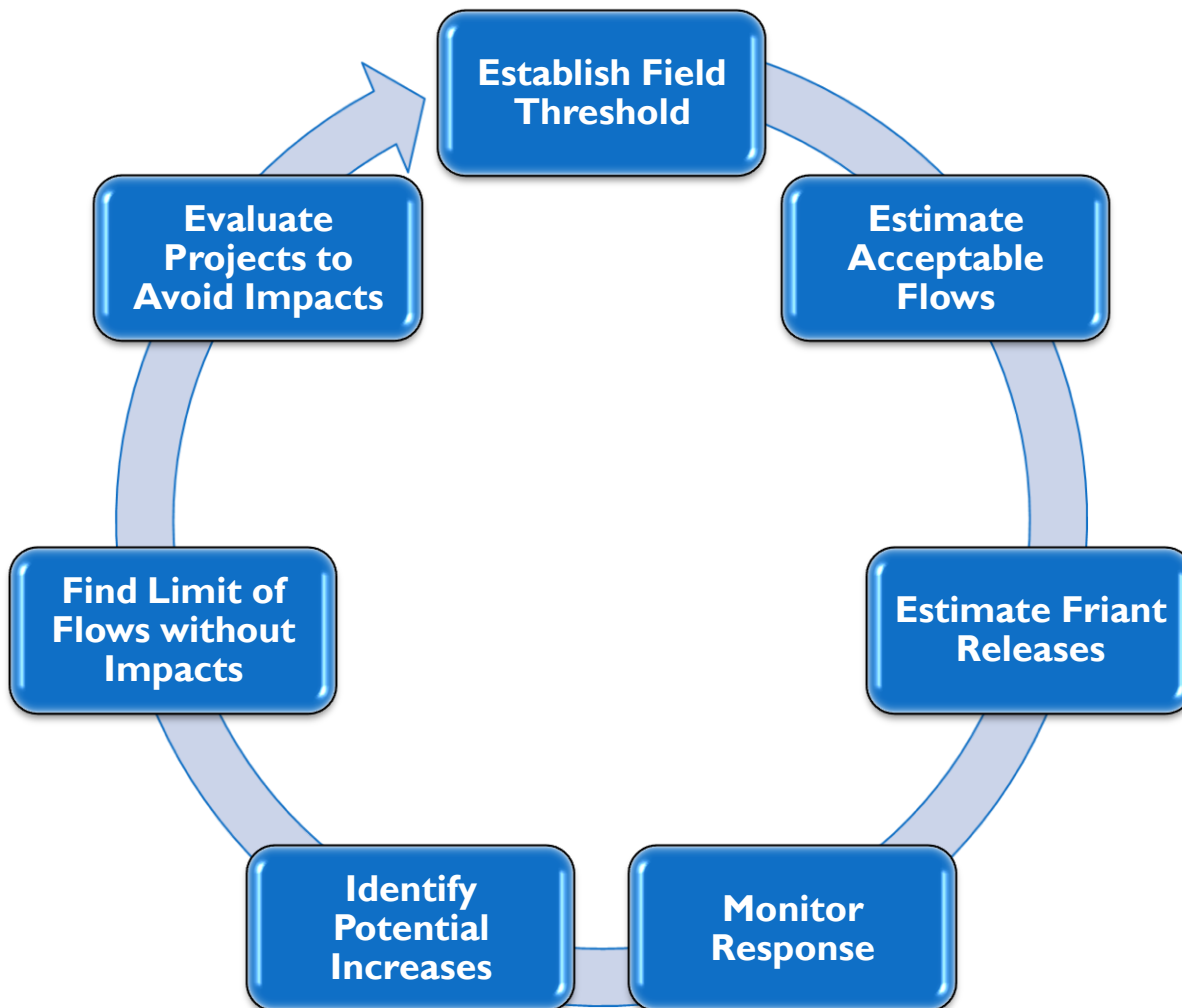 Establish Field
Threshold
Estimate
Acceptable
Flows
Estimate Friant
Releases
Monitor
Response
Identify
Potential
Increases
Find Limit of
Flows without
Impacts
Evaluate
Projects to
Avoid Impacts